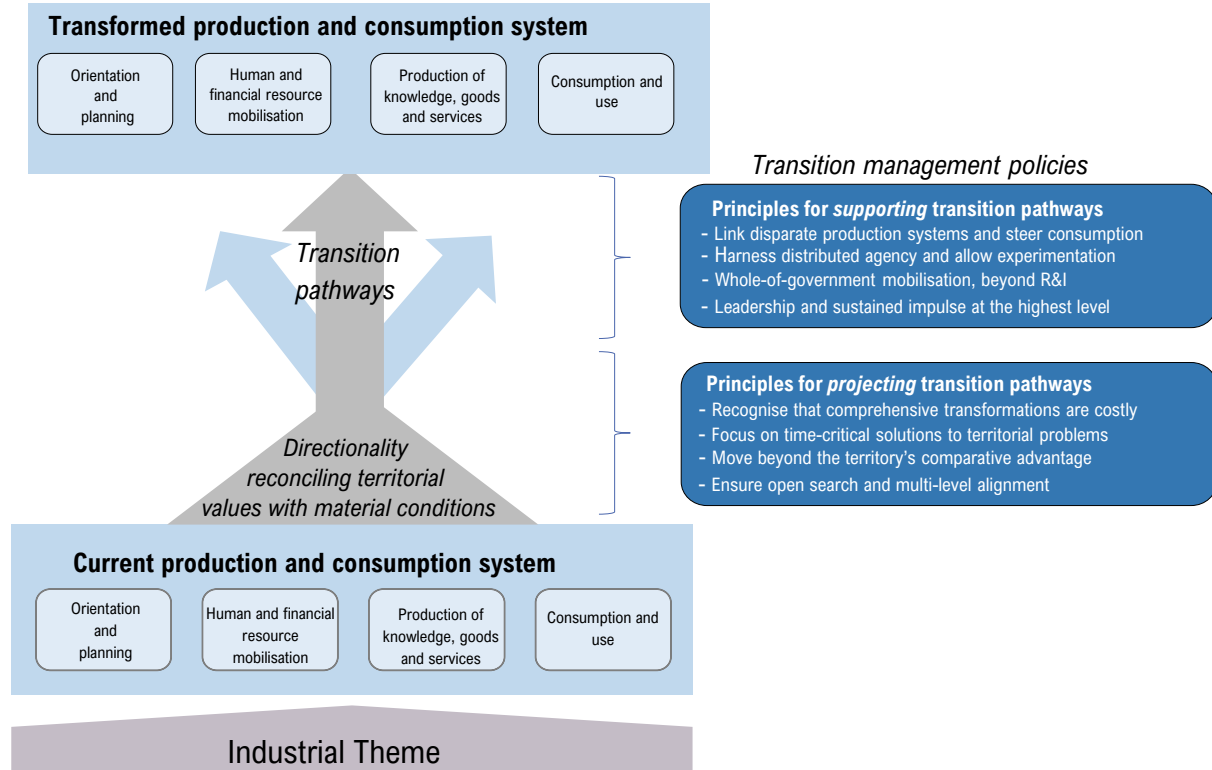 Transformed production and consumption system
Orientation
and
planning
Human and
financial resource
mobilisation
Production of
knowledge, goods
and services
Consumption and
use
Transition management policies
Principles for supporting transition pathways
- Link disparate production systems and steer consumption
- Harness distributed agency and allow experimentation
- Whole-of-government mobilisation, beyond R&I
- Leadership and sustained impulse at the highest level
Transition
pathways
Principles for projecting transition pathways
- Recognise that comprehensive transformations are costly
- Focus on time-critical solutions to territorial problems
- Move beyond the territory’s comparative advantage
- Ensure open search and multi-level alignment
Directionality
reconciling territorial
values with material conditions
Current production and consumption system
Orientation
and
planning
Human and financial
resource
mobilisation
Production of
knowledge, goods
and services
Consumption and
use
Industrial Theme